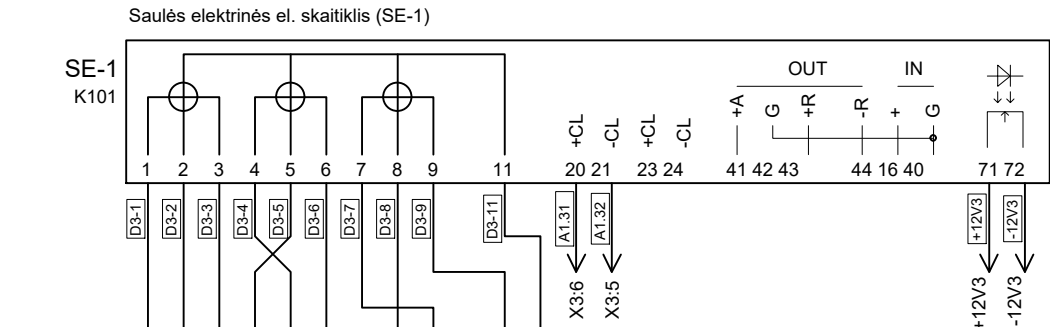 Saulės elektrinės el. skaitiklis (SE-1)
SE-1
K101
OUT IN
+CL -CL +CL -CL +A G +R -R + G
1 2 3 4 5 6 7 8 9 11 20 21 23 24 41 42 43 44 16 40 71 72
D3-1 D3-2 D3-3 D3-4 D3-5 D3-6 D3-7 D3-8 D3-9 D3-11 A1.31 A1.32 +12V3 -12V3
X3:6 X3:5 +12V3 -12V3